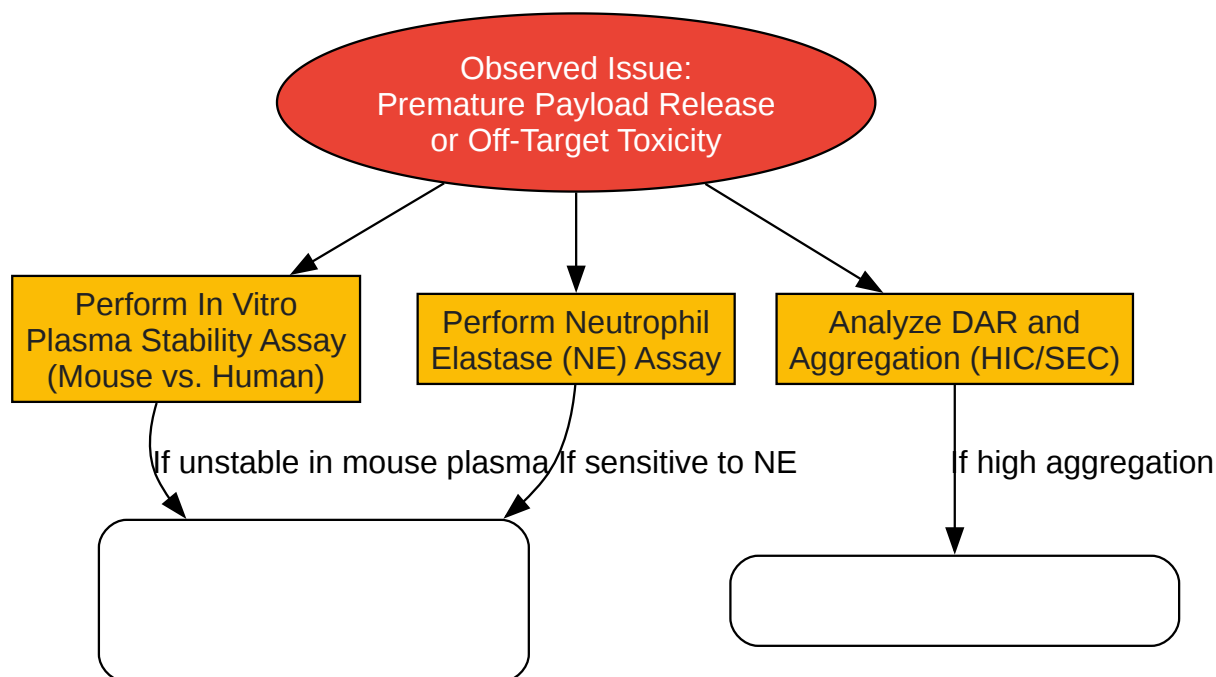 Observed Issue:
Premature Payload Release
or Off-Target Toxicity
Perform In Vitro
Plasma Stability Assay
(Mouse vs. Human)
Perform Neutrophil
Elastase (NE) Assay
Analyze DAR and
Aggregation (HIC/SEC)
If unstable in mouse plasma
If sensitive to NE
If high aggregation